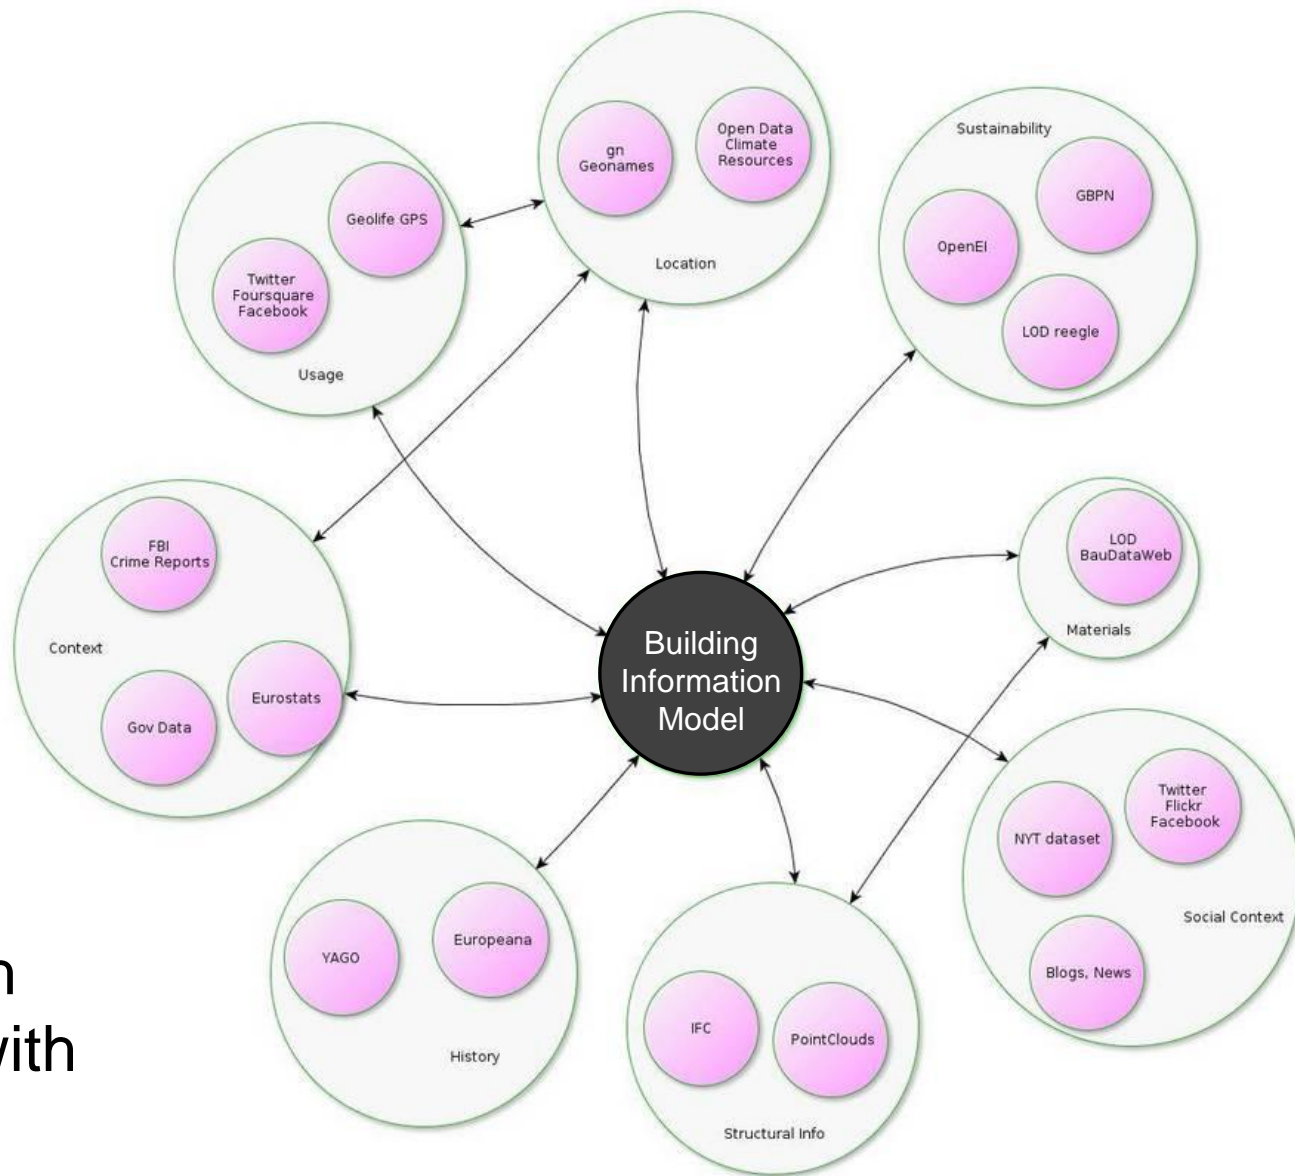 gn
Geonames
Open Data
Climate
Resources
Location
Sustainability
GBPN
OpenEI
LOD reegle
Geolife GPS
Twitter
Foursquare
Facebook
Usage
FBI
Crime Reports
Context
Gov Data
Eurostats
Building
Information
Model
LOD
BauDataWeb
Materials
NYT dataset
Twitter
Flickr
Facebook
Social Context
Blogs, News
YAGO
Europeana
History
IFC
PointClouds
Structural Info